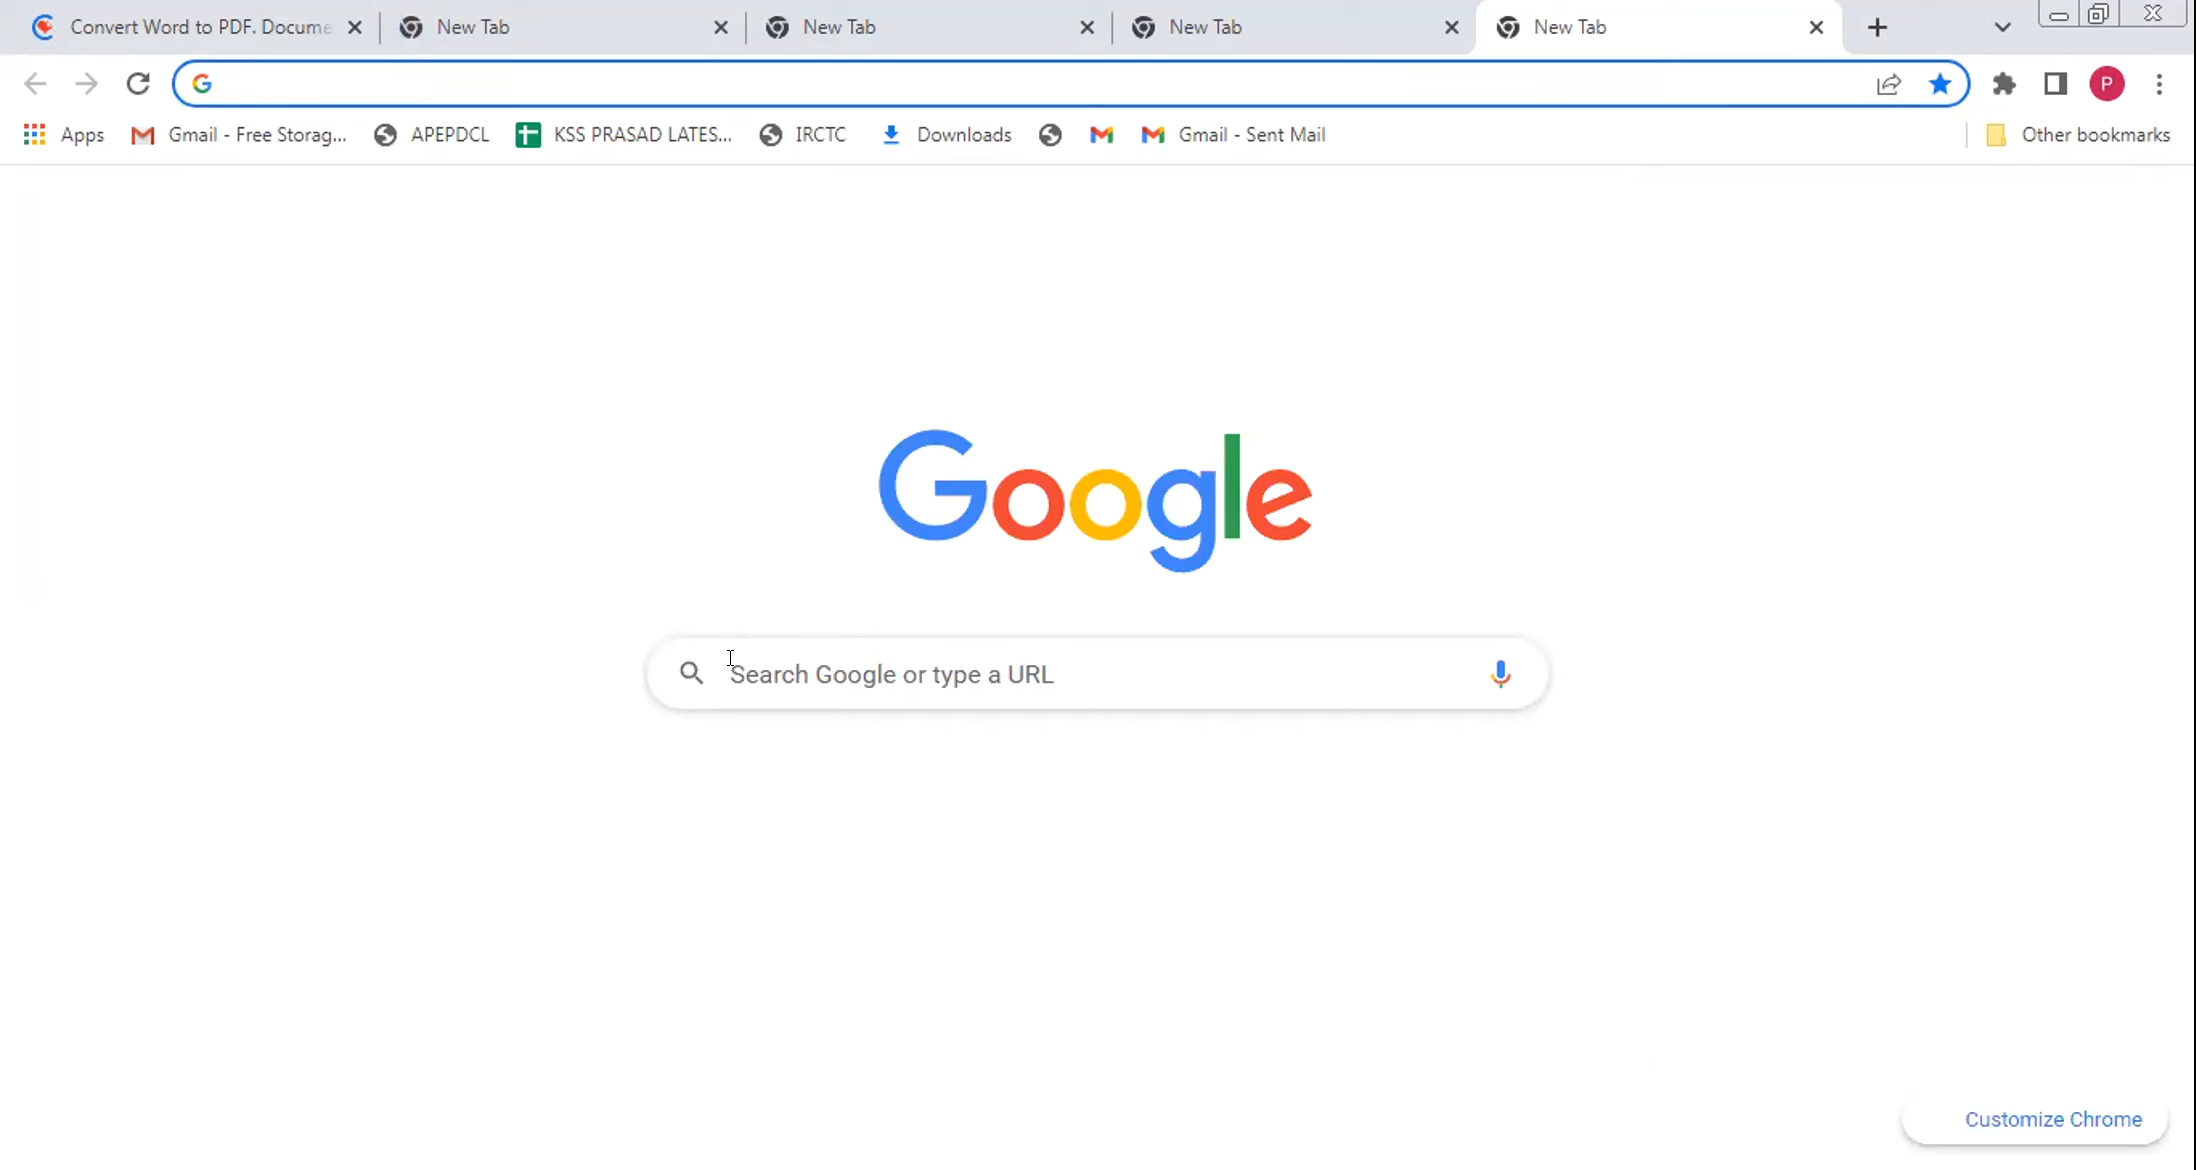 Convert Word to PDF. Docume New Tab New Tab New Tab New Tab
P
Apps Gmail - Free Storag... APEPDCL KSS PRASAD LATES... IRCTC Downloads Gmail - Sent Mail Other bookmarks
Google
Search Google or type a URL
Customize Chrome